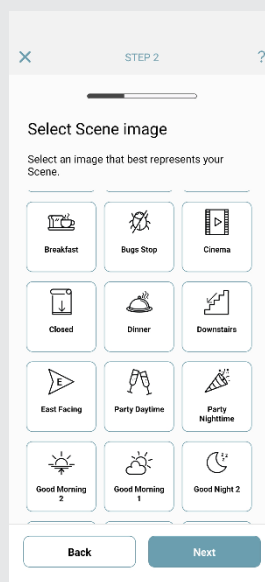 STEP 2
?
Select Scene image
Select an image that best represents your
Scene.
Breakfast
Bugs Stop
Cinema
Closed
Dinner
Downstairs
E
East Facing
Party Daytime
Party
Nighttime
Good Morning
2
Good Morning
1
z z z
Good Night 2
Back
Next